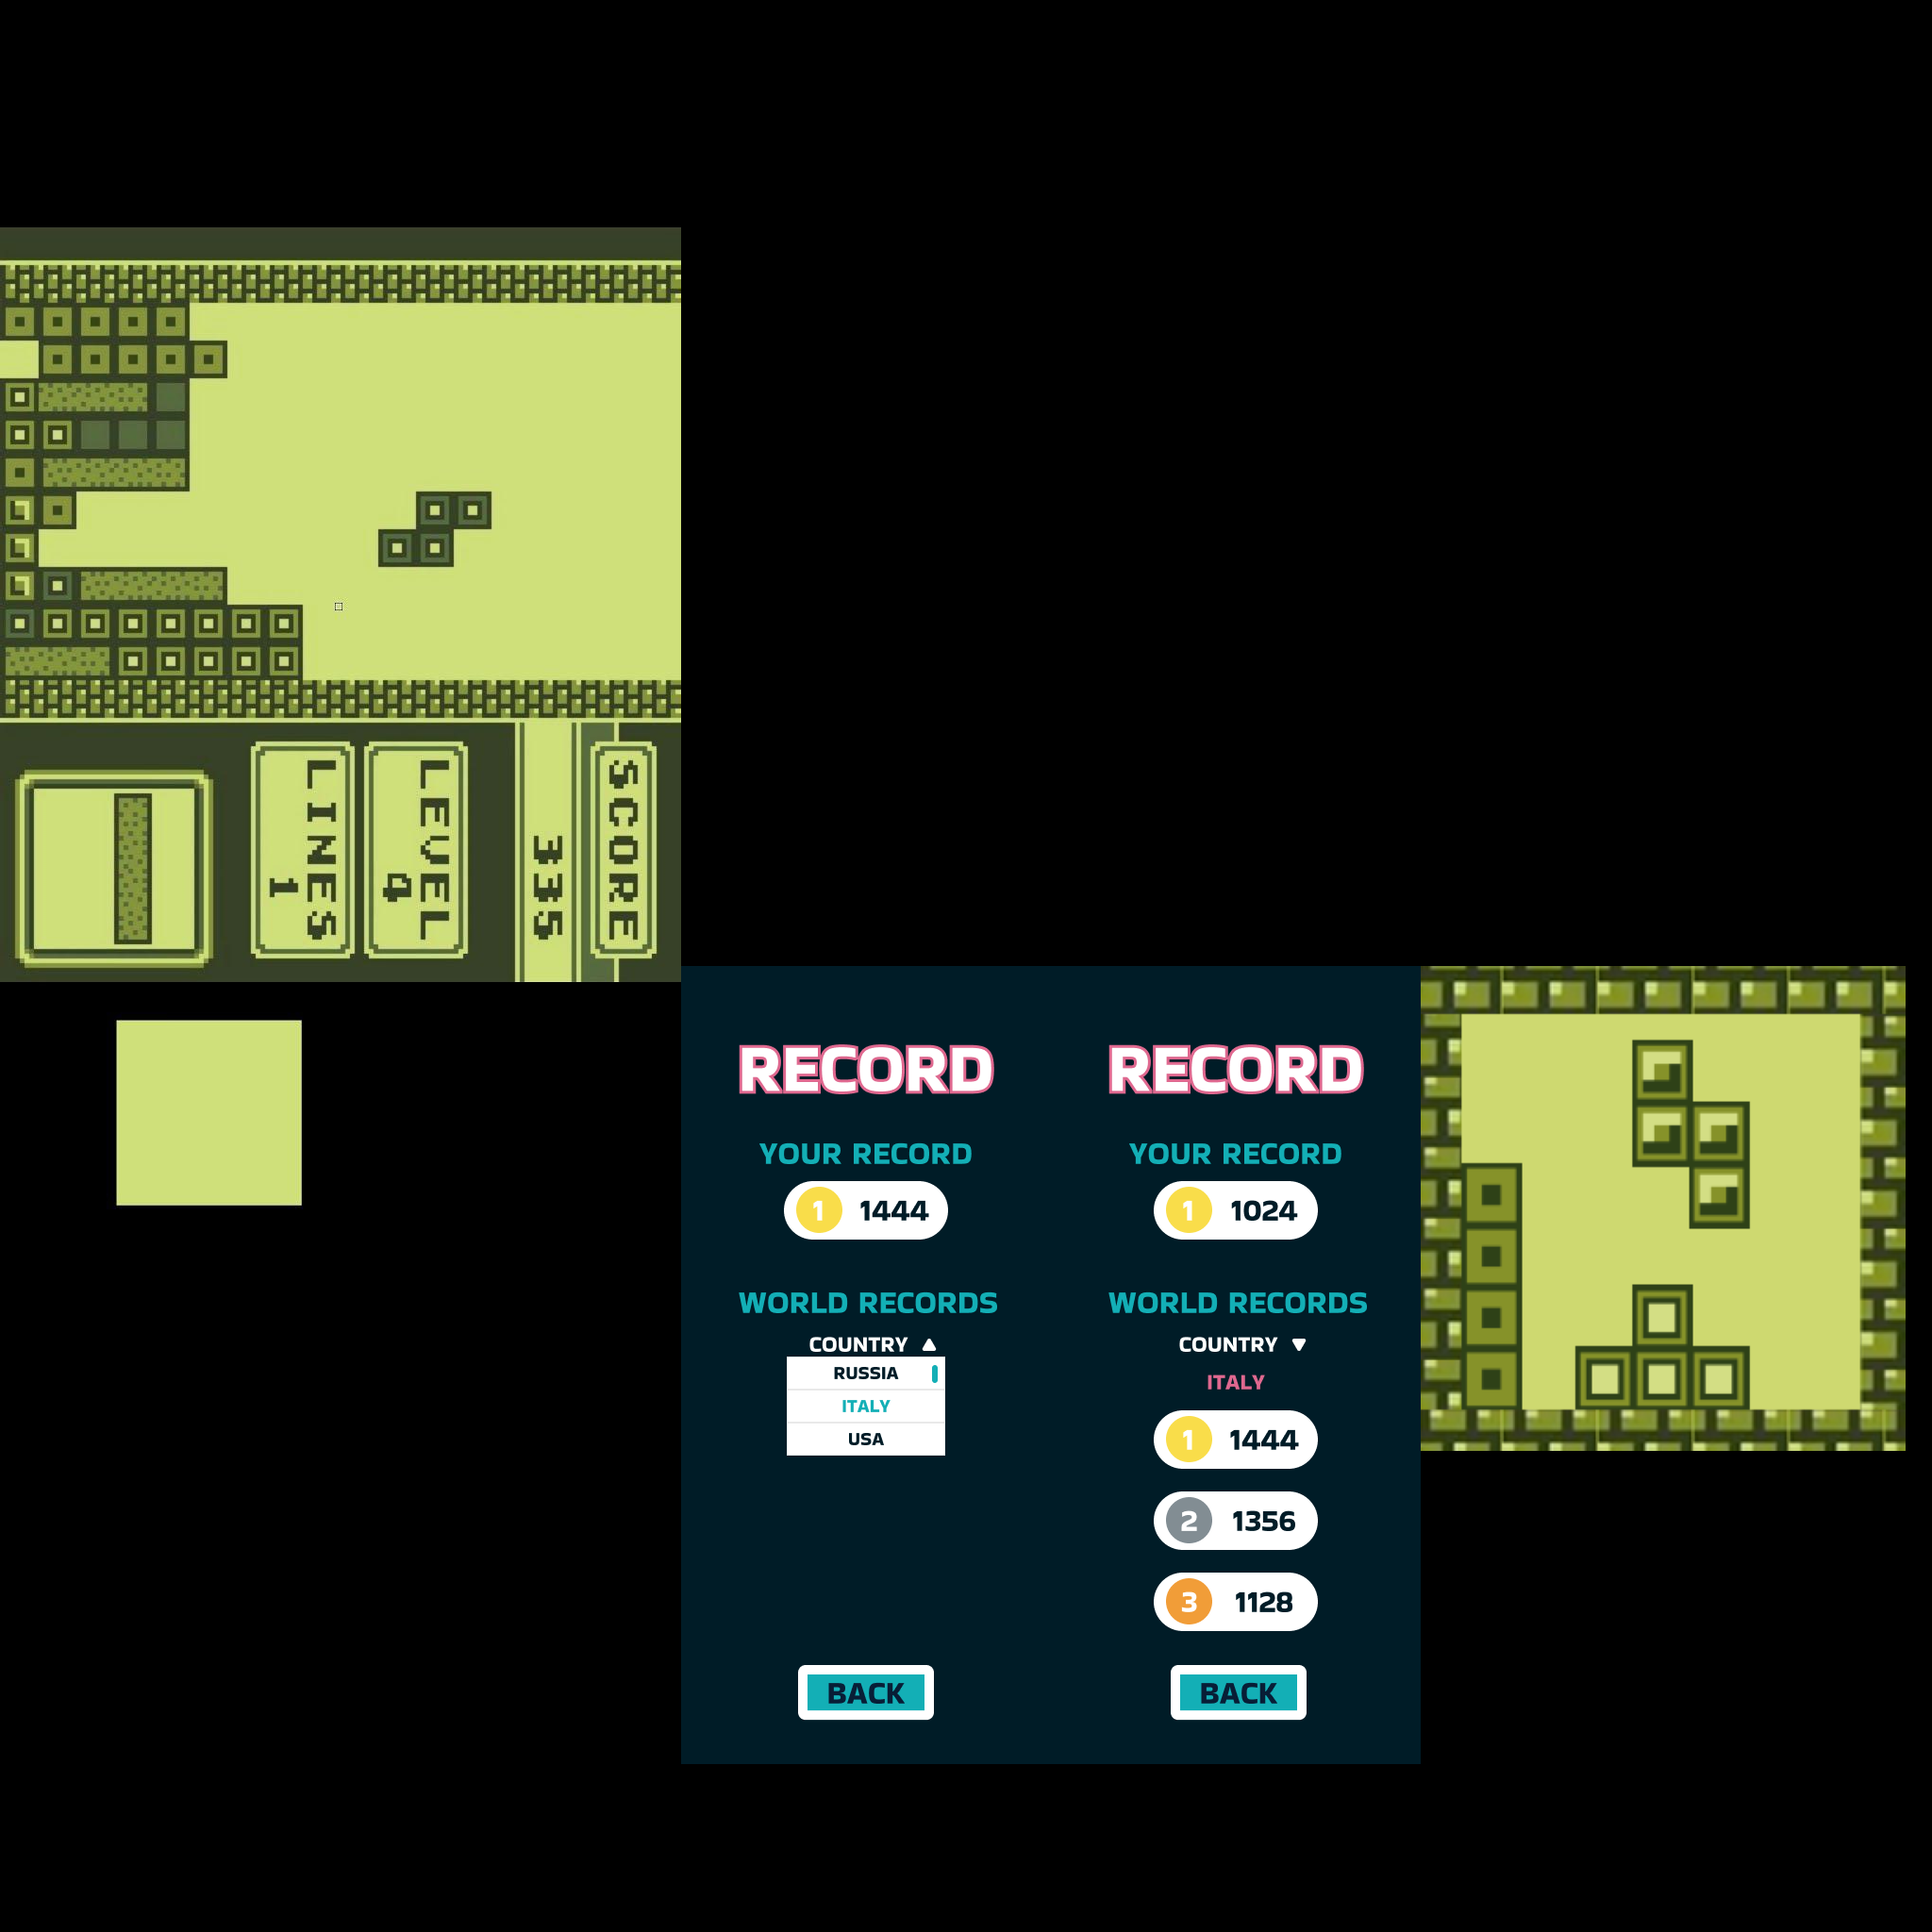 SCORE
335
LEVEL
4
LINES
1
RECORD
YOUR RECORD
1 1444
WORLD RECORDS
COUNTRY
RUSSIA
ITALY
USA
BACK
RECORD
YOUR RECORD
1 1024
WORLD RECORDS
COUNTRY
ITALY
1 1444
2 1356
3 1128
BACK